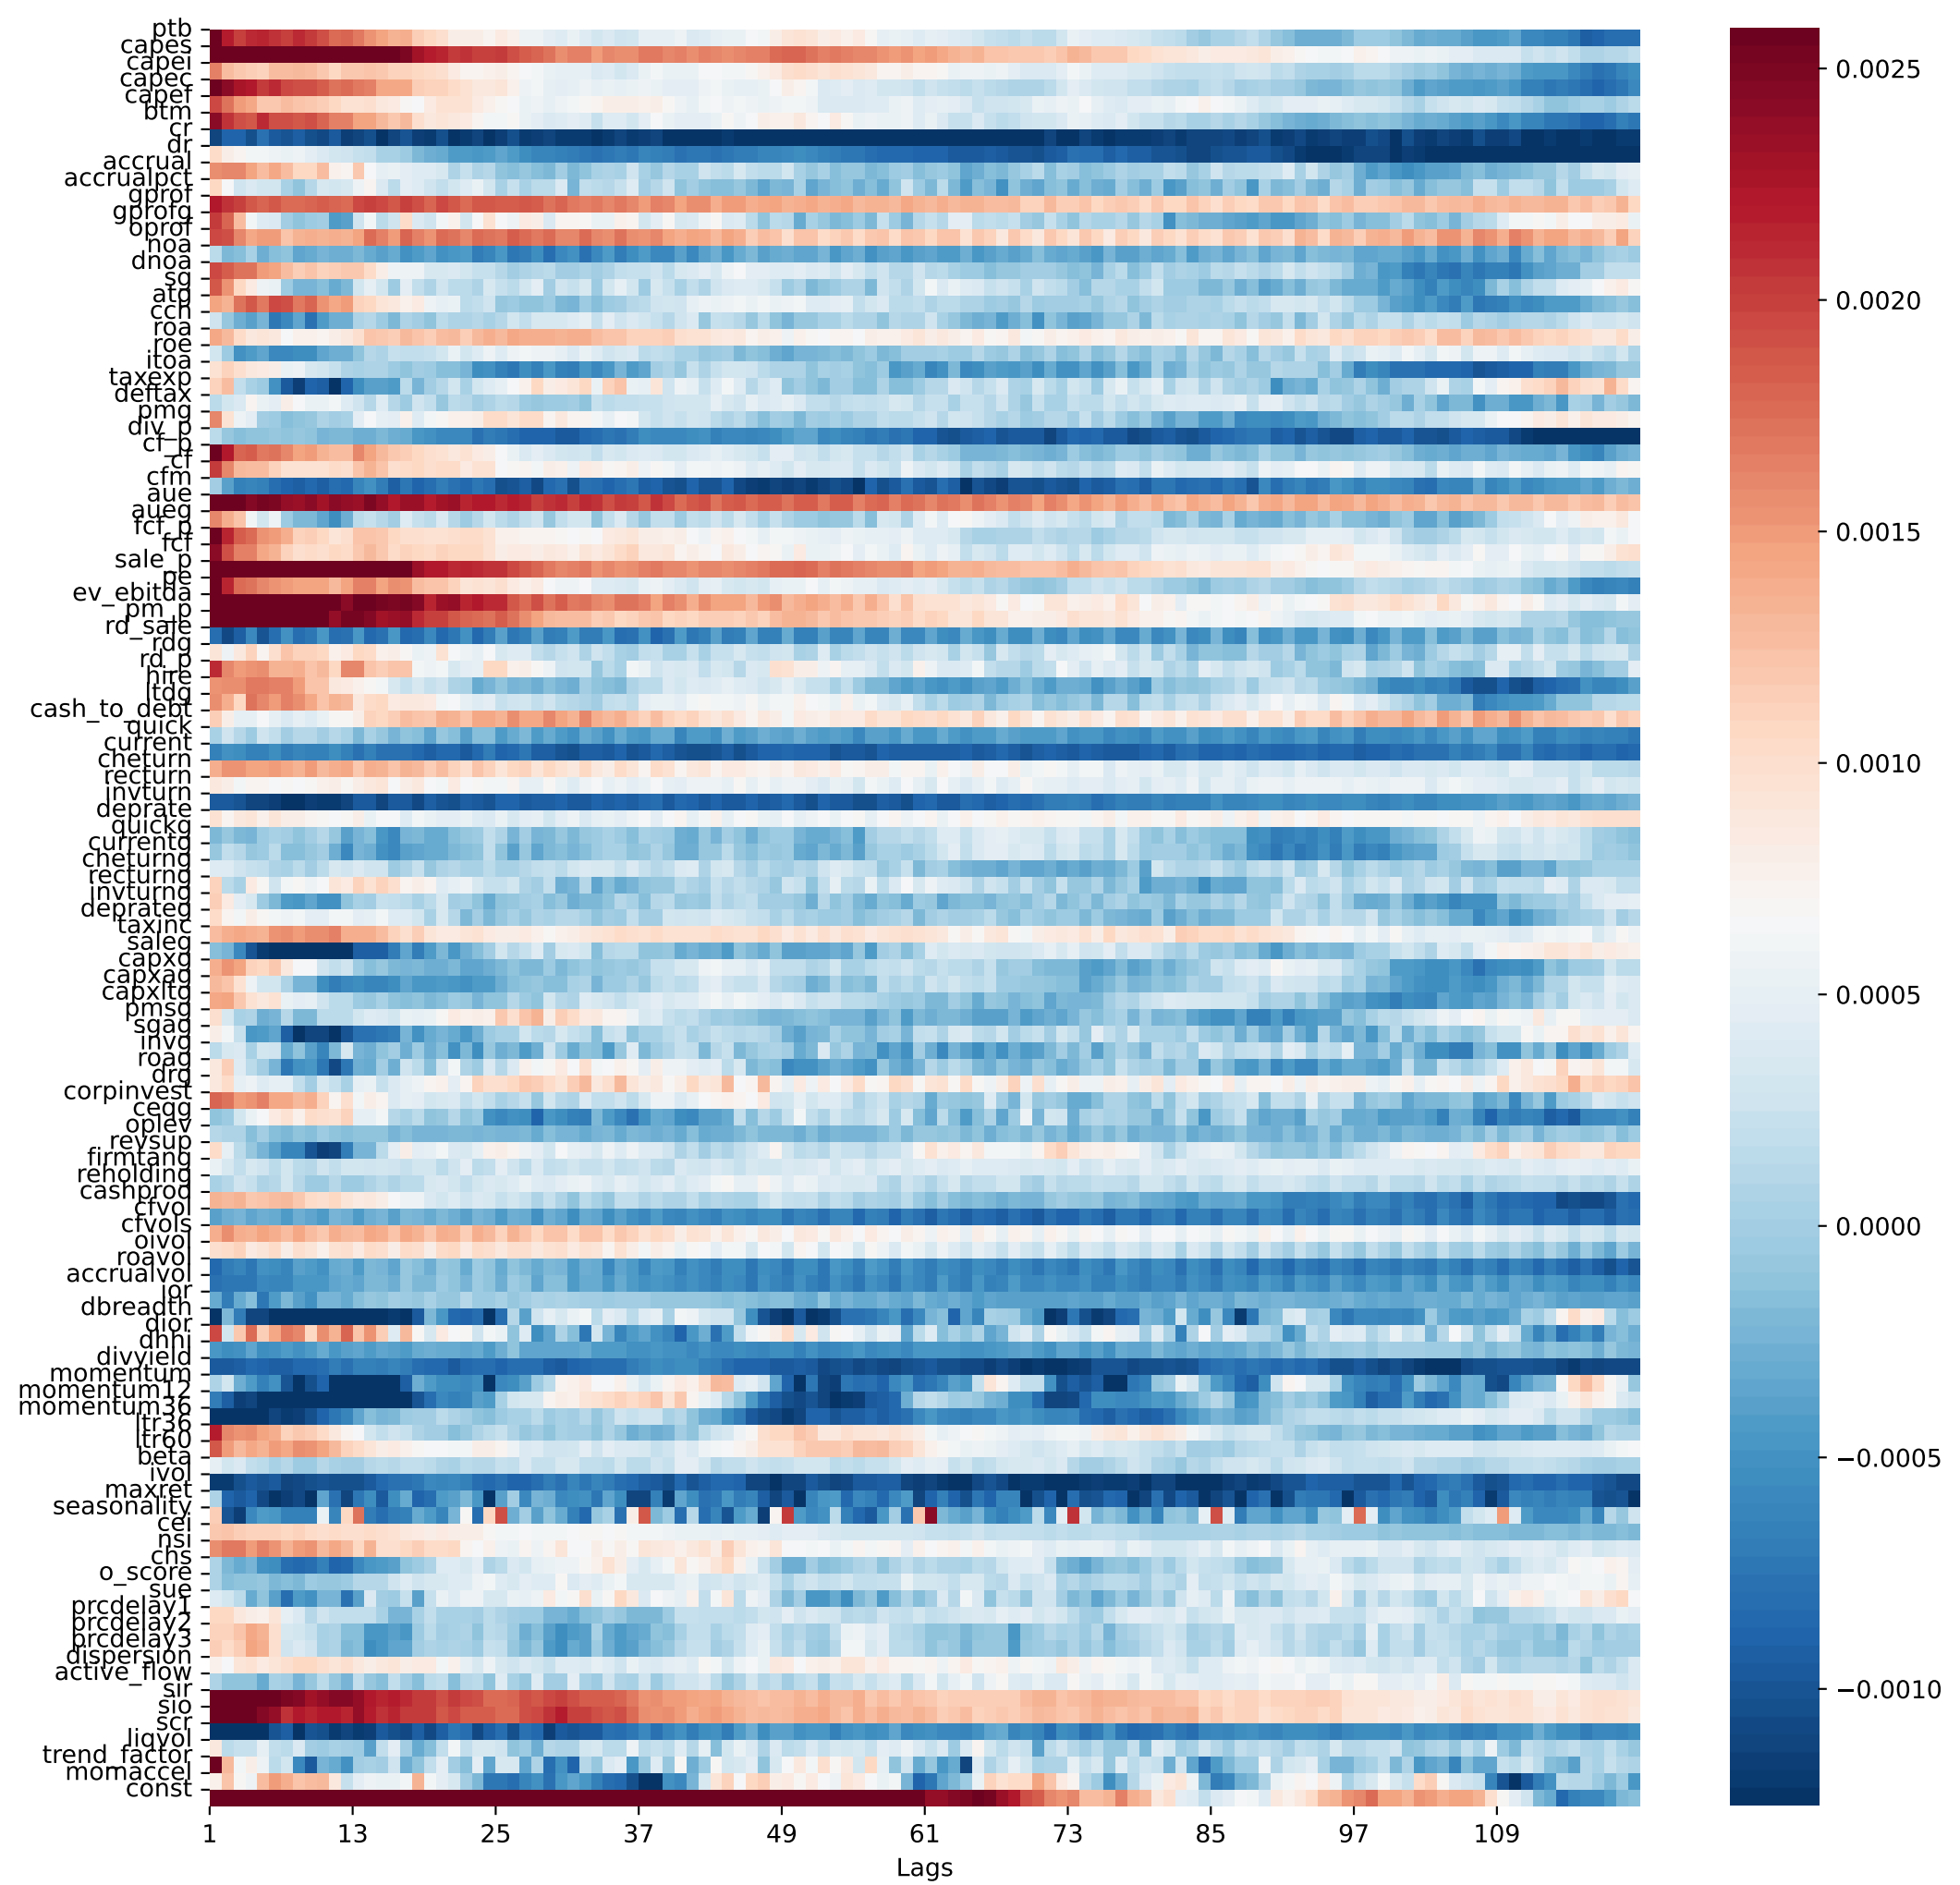 ptb
capes
capei
capec
capef
btm
cr
dr
accrual
accrualpct
gprof
gprofg
oprof
noa
dnoa
sg
atg
cch
roa
roe
itoa
taxexp
deftax
pmg
div_p
cf_p
cf
cfm
aue
aueg
fcf_p
fcf
sale_p
pe
ev_ebitda
pm_p
rd_sale
rdg
rd_p
hire
ltdg
cash_to_debt
quick
current
cheturn
recturn
invturn
deprate
quickg
currentg
cheturng
recturng
invturng
deprateg
taxinc
saleg
capxg
capxag
capxltg
pmsg
sgag
invg
roag
drg
corpinvest
ceqg
oplev
revsup
firmtang
reholding
cashprod
cfvol
cfvols
oivol
roavol
accrualvol
ior
dbreadth
dior
dhhi
divyield
momentum
momentum12
momentum36
ltr36
ltr60
beta
ivol
maxret
seasonality
cei
nsi
chs
o_score
sue
prcdelay1
prcdelay2
prcdelay3
dispersion
active_flow
sir
sio
scr
liqvol
trend_factor
momaccel
const
1 13 25 37 49 61 73 85 97 109
Lags
0.0025
0.0020
0.0015
0.0010
0.0005
0.0000
−0.0005
−0.0010